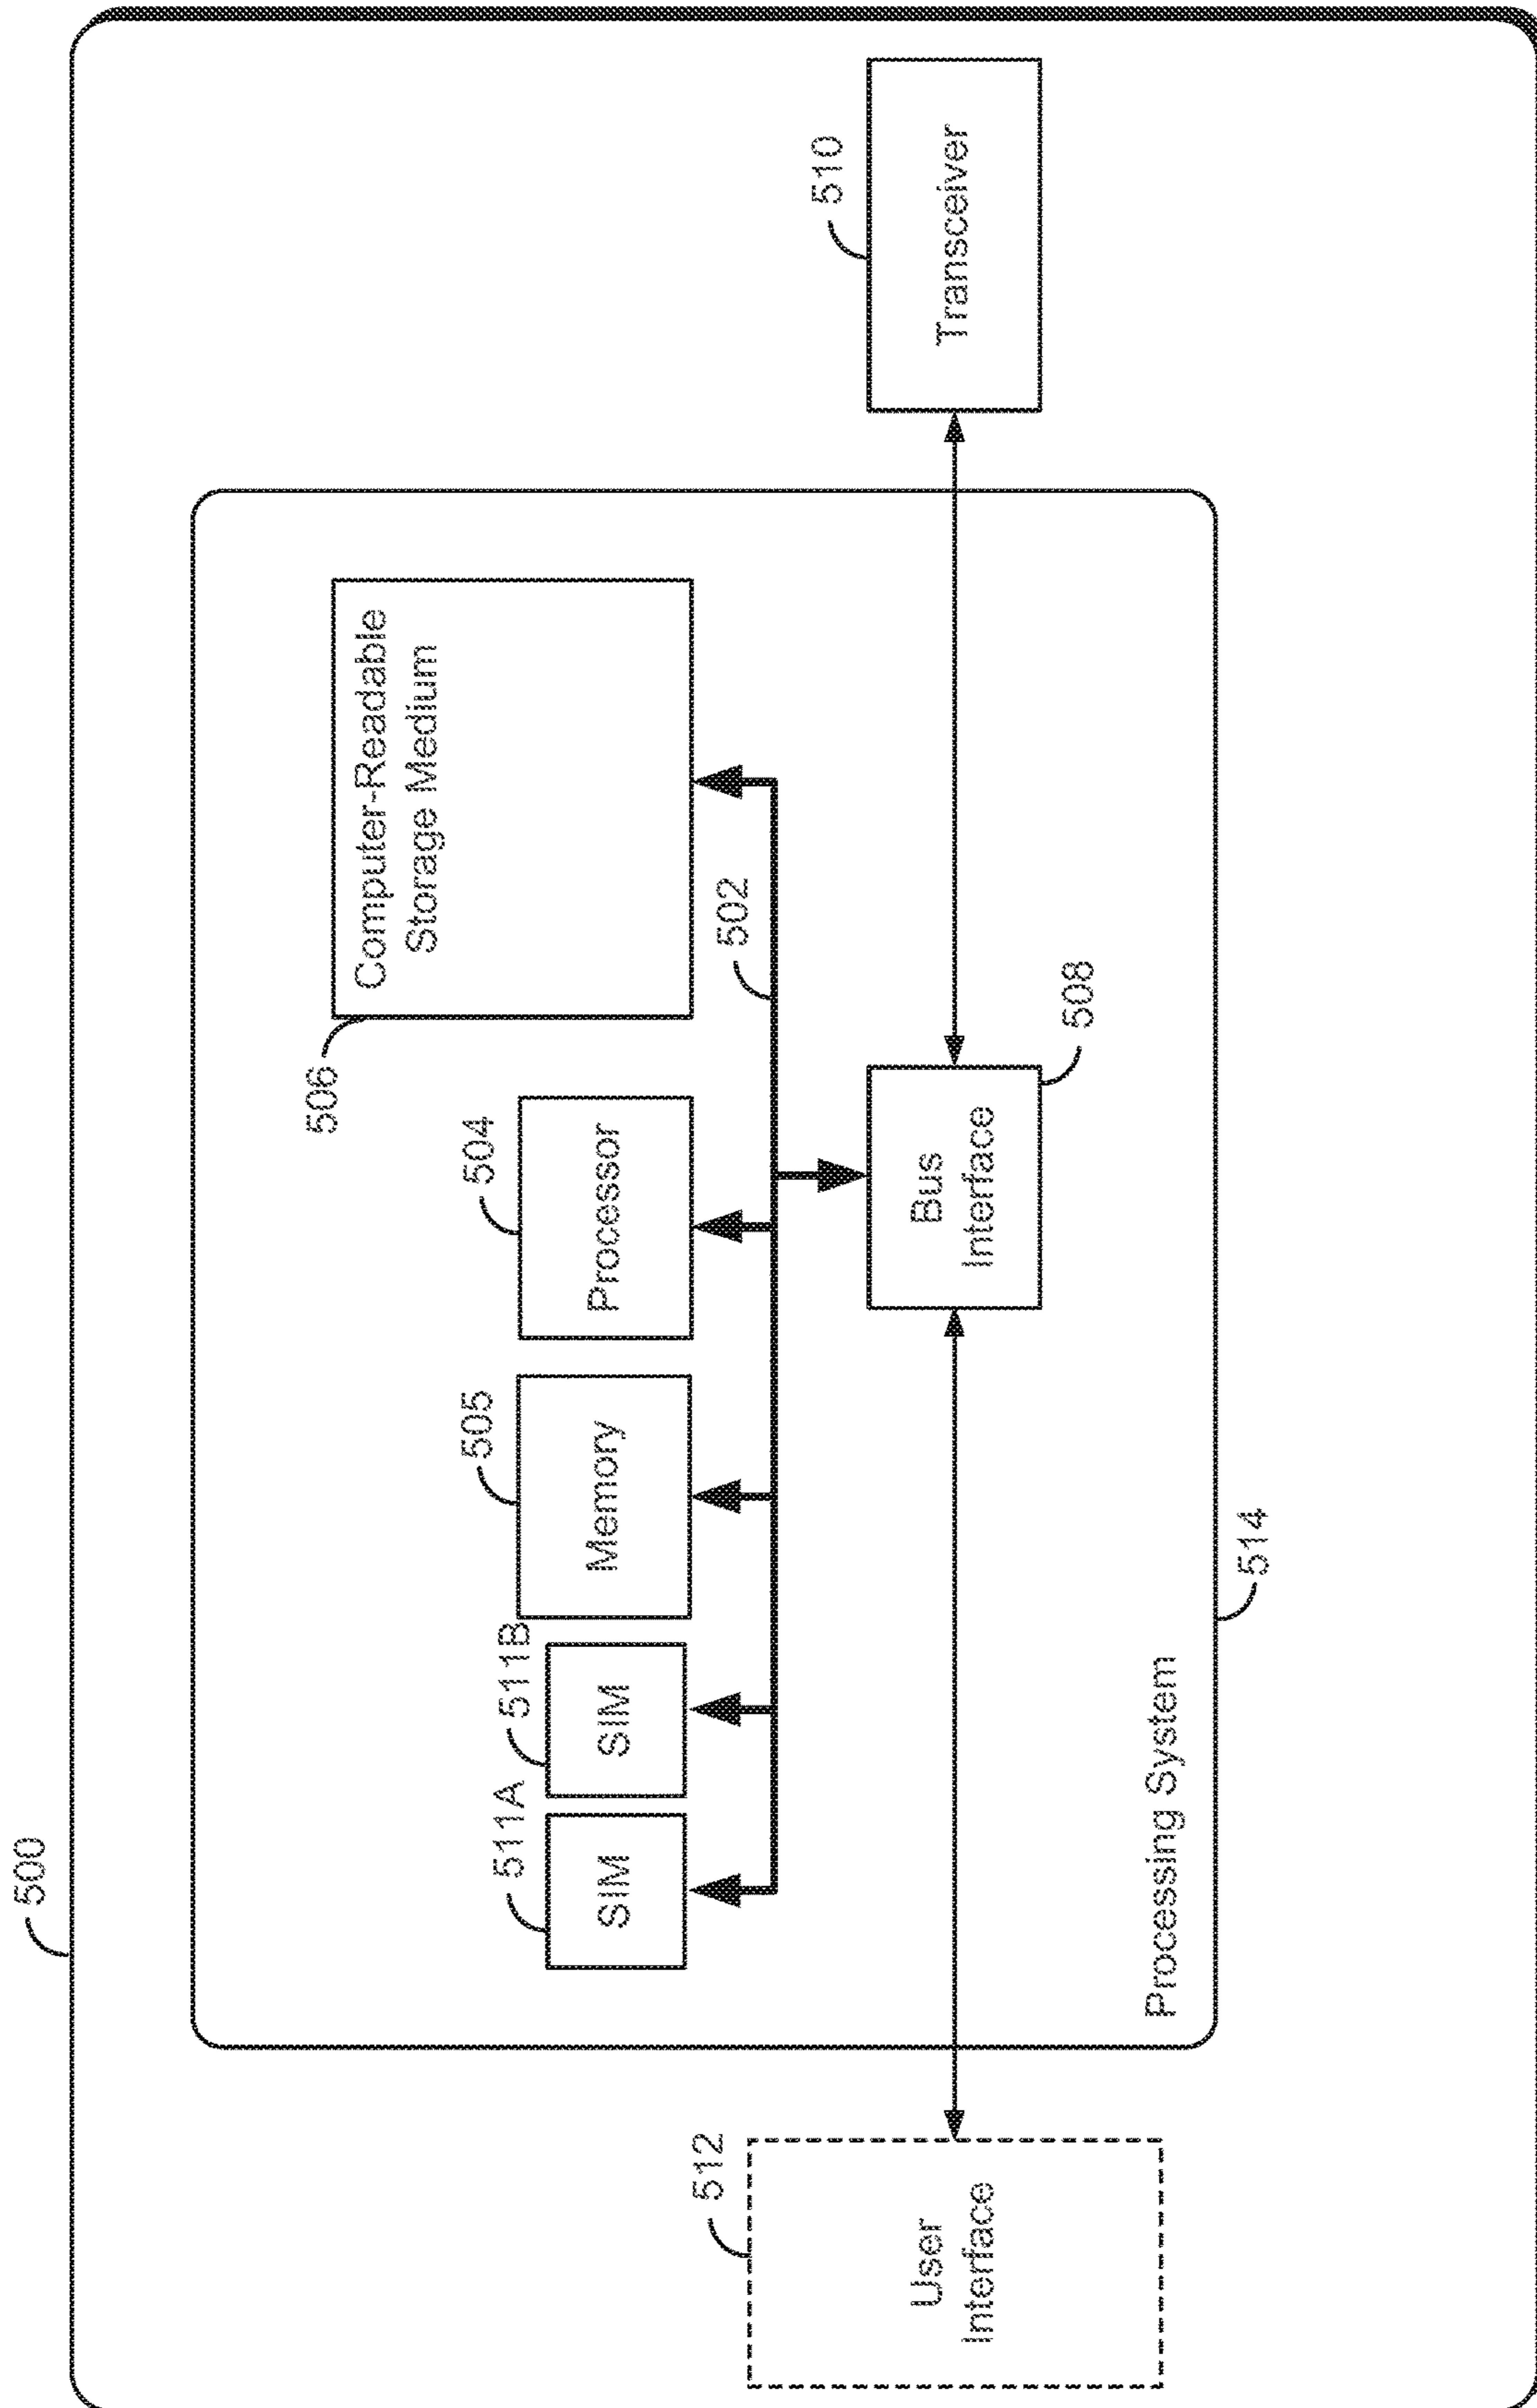 500
511A
SIM
511B
SIM
505
Memory
504
Processor
506
Computer-Readable
Storage Medium
502
512
User
Interface
Bus
Interface
508
510
Transceiver
Processing System
514